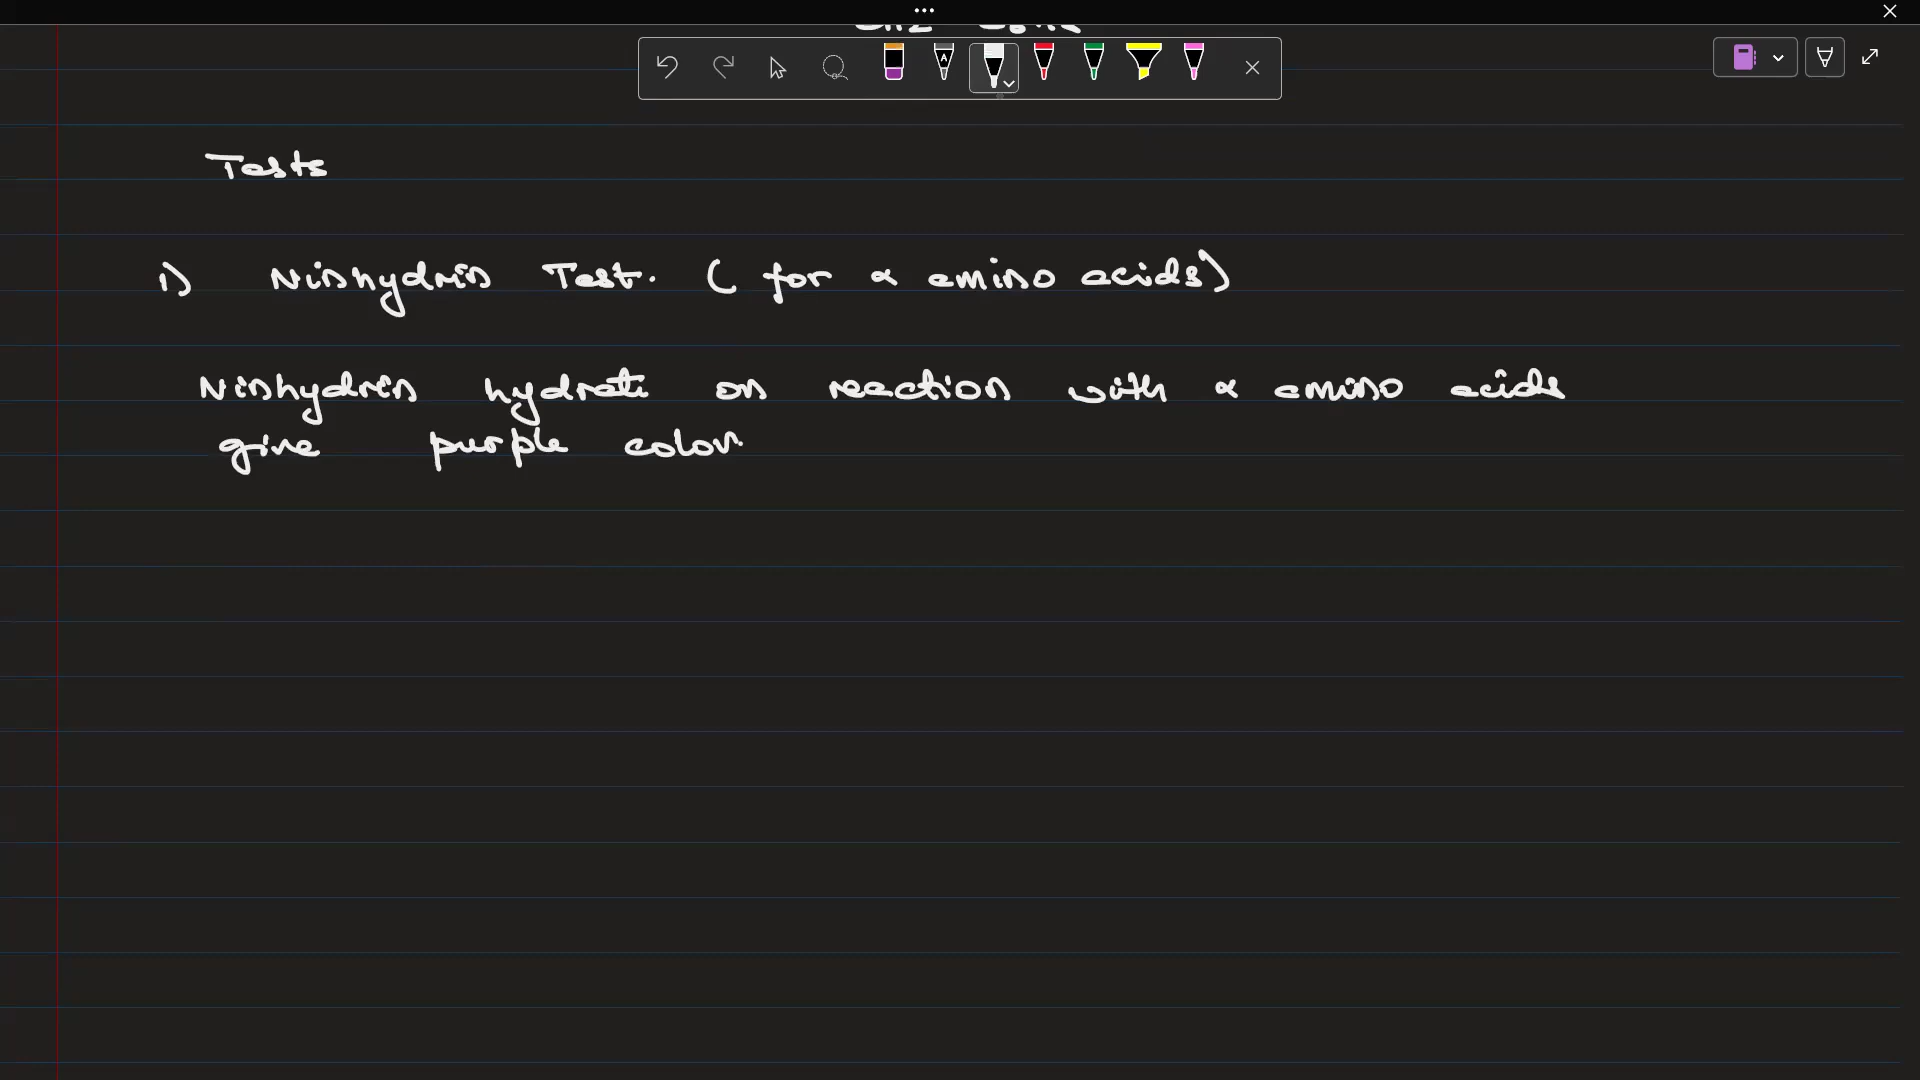 Tests
1) Ninhydrin Test. ( for α amino acids)
Ninhydrin hydrate on reaction with α amino acids
give purple color.